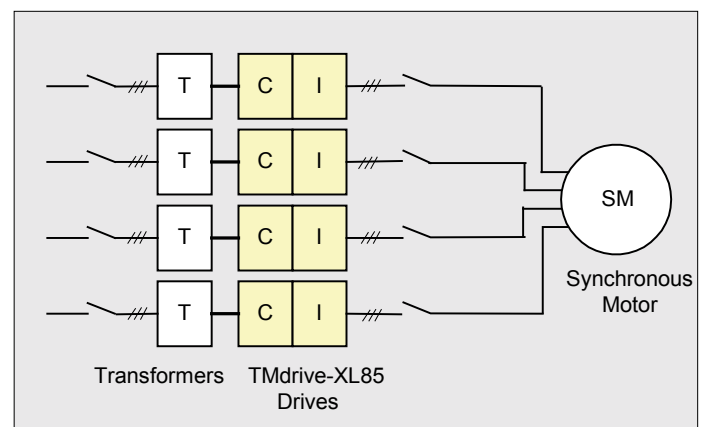 T C I
T C I
SM
T C I
Synchronous
Motor
T C I
Transformers TMdrive-XL85
Drives